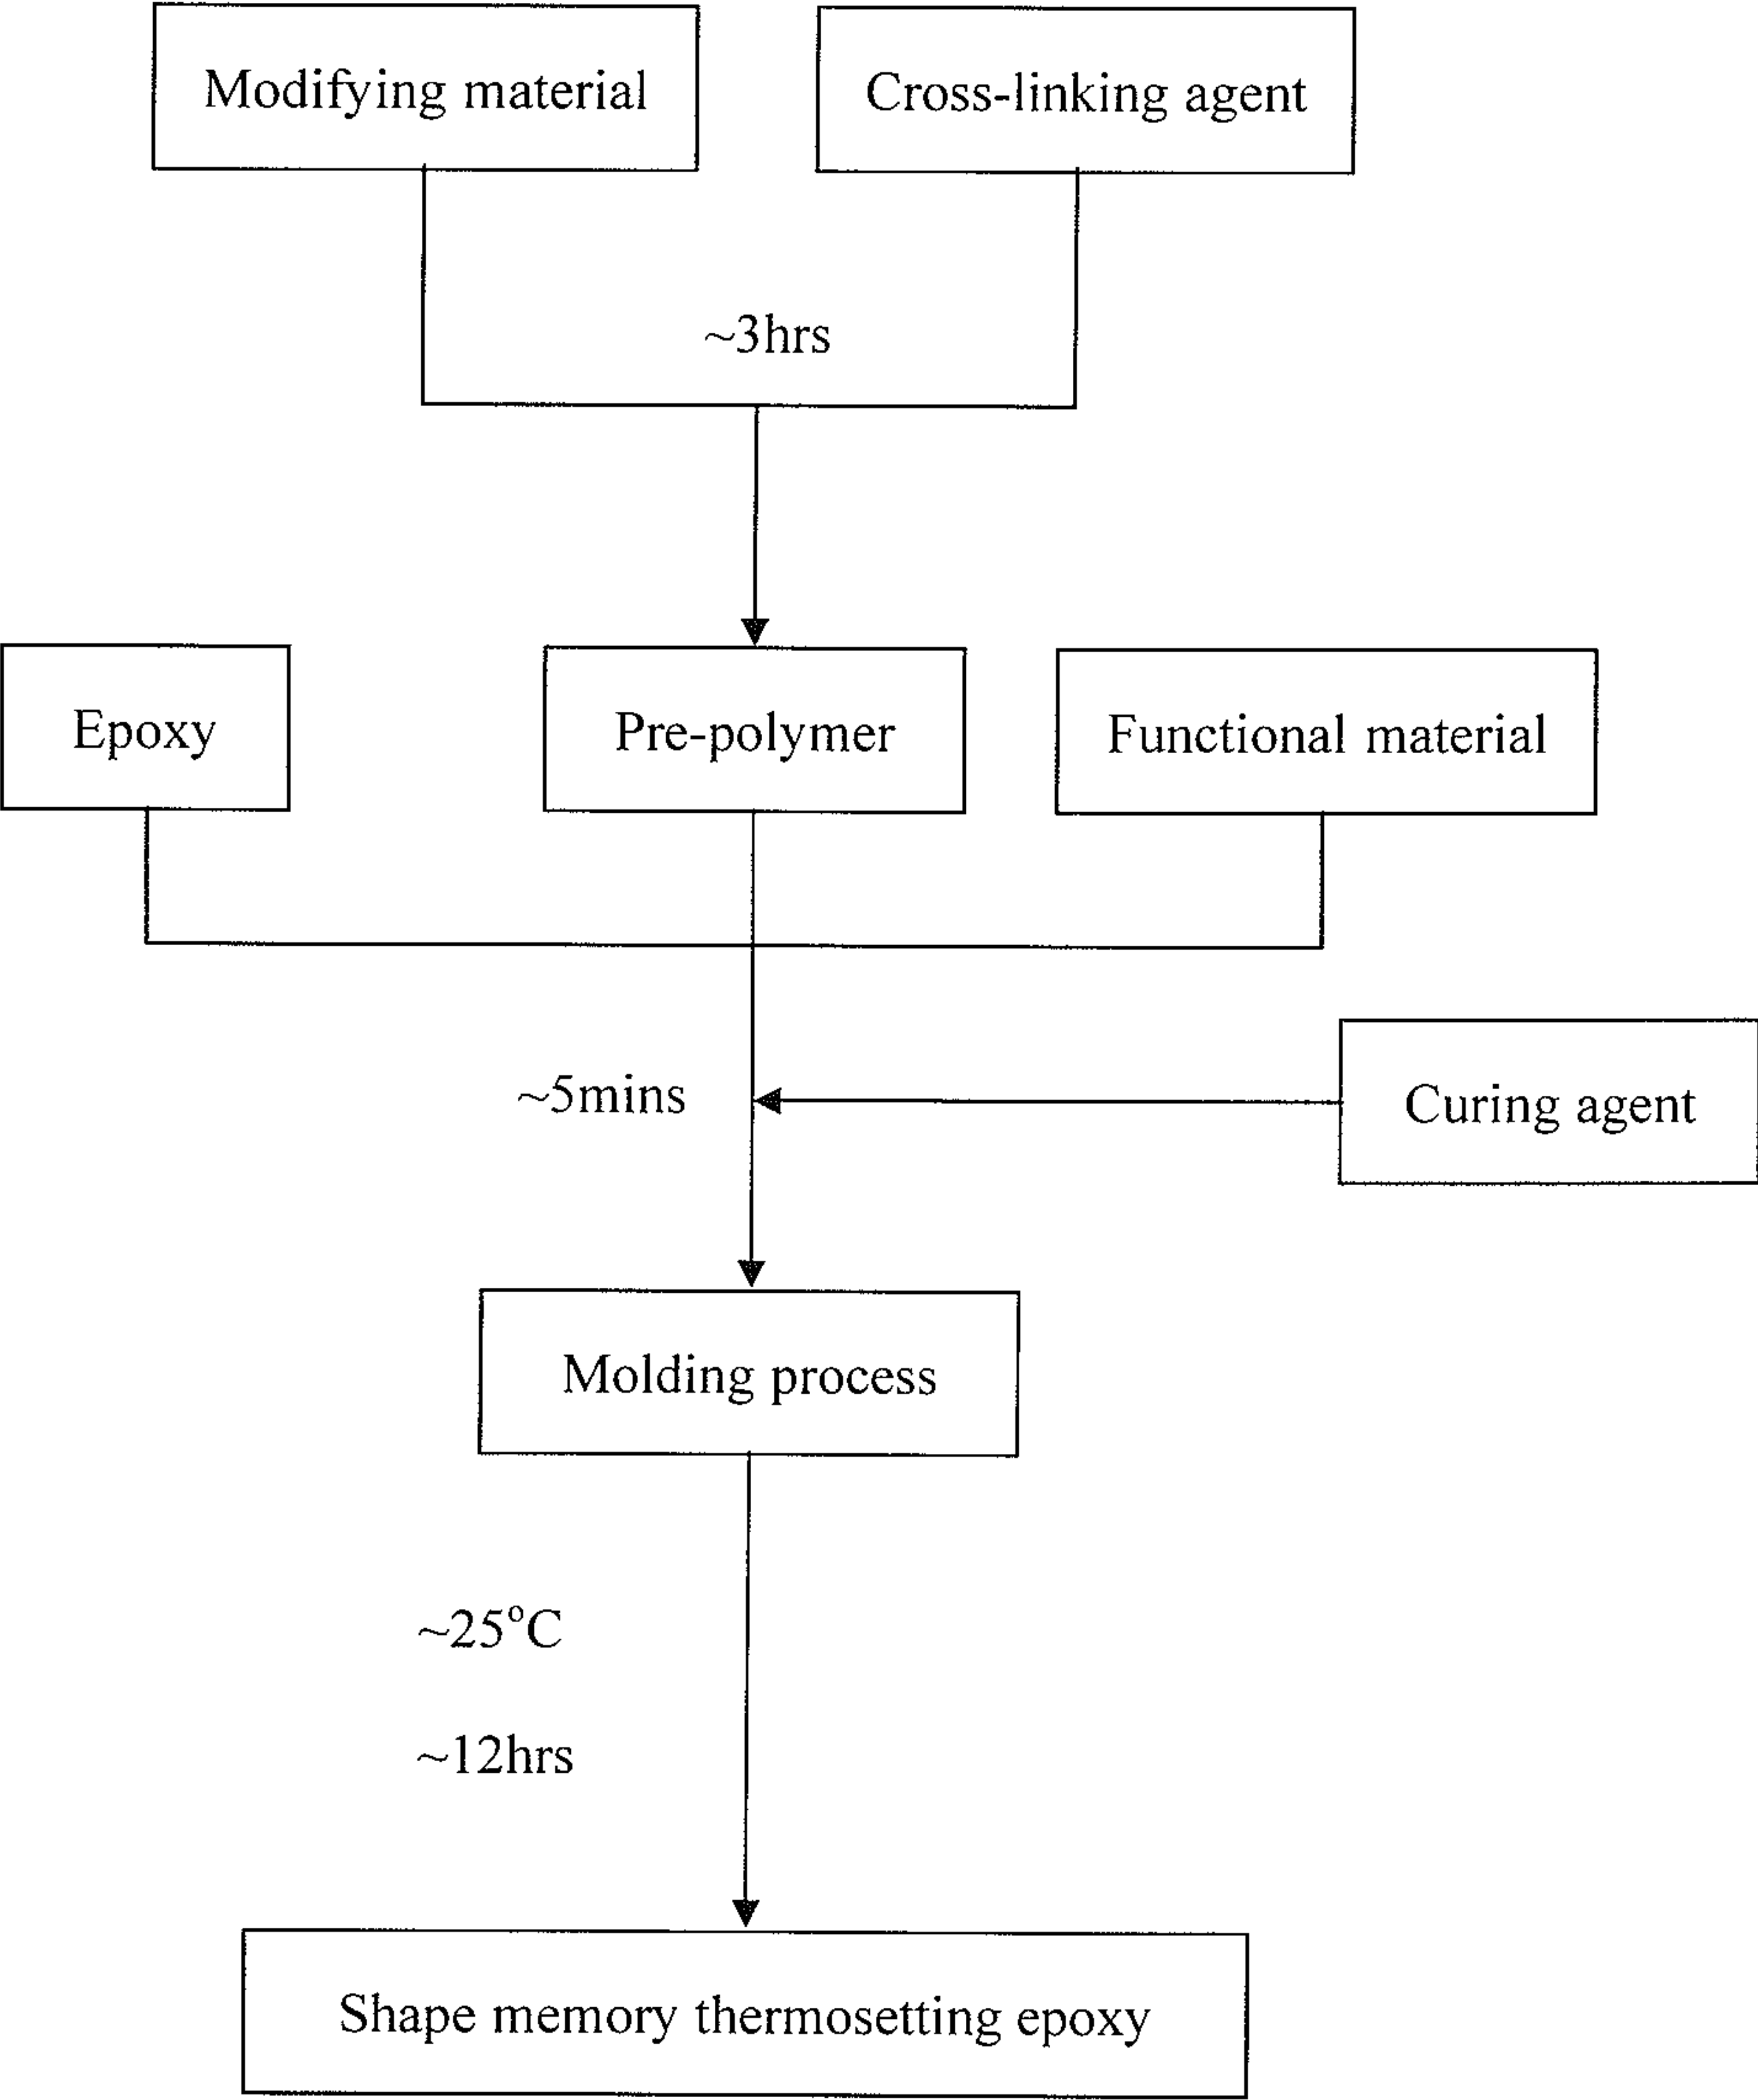 Modifying material
Cross-linking agent
~3hrs
Epoxy
Pre-polymer
Functional material
~5mins
Curing agent
Molding process
~25°C
~12hrs
Shape memory thermosetting epoxy